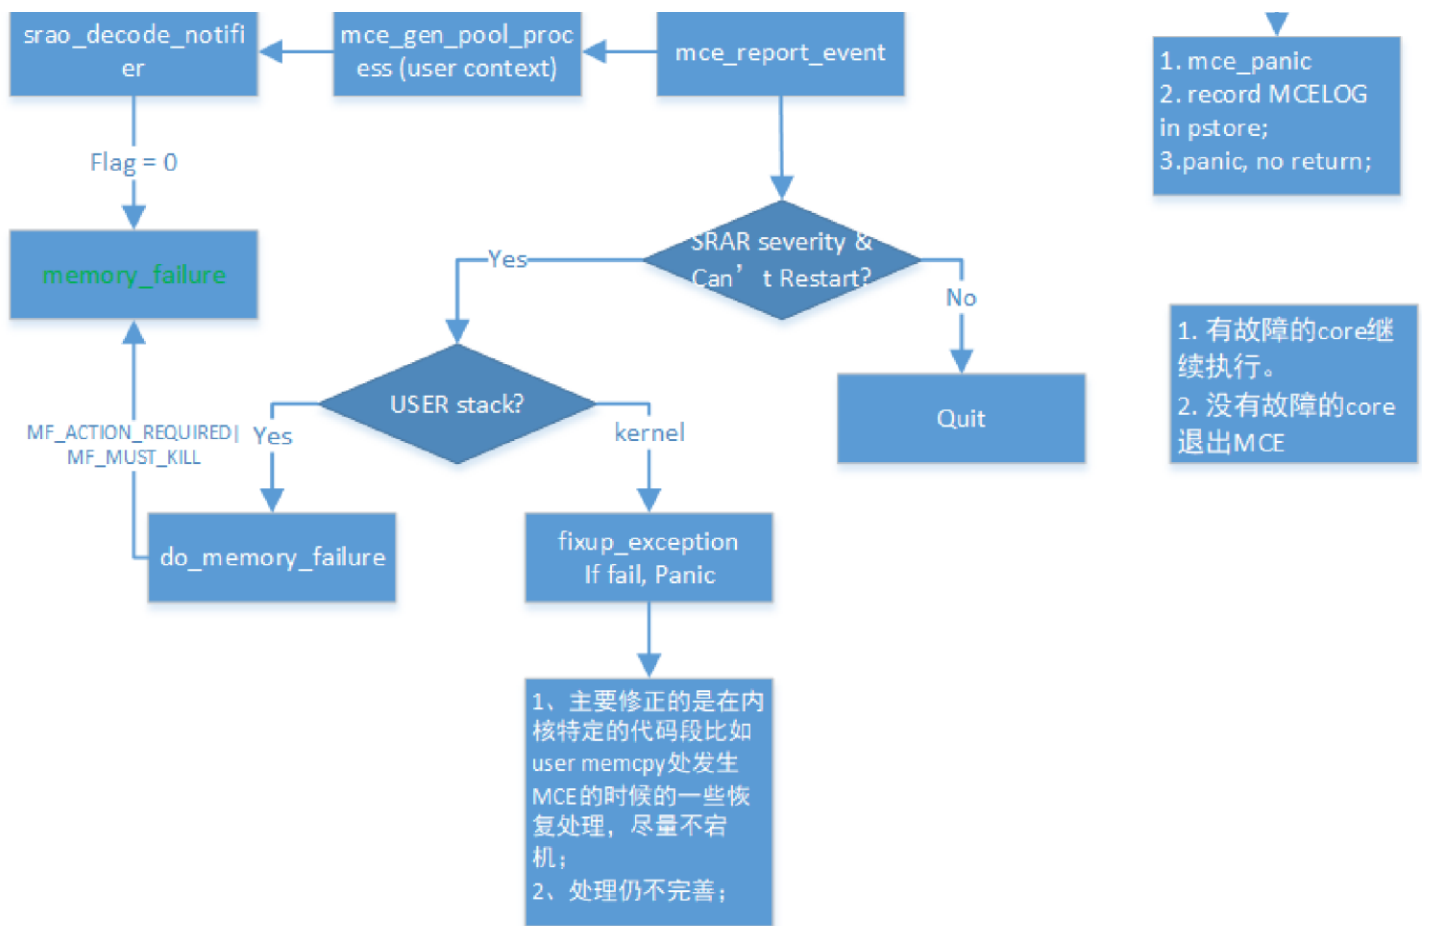 srao_decode_notifi
er
mce_gen_pool_proc
ess (user context)
mce_report_event
1. mce_panic
2. record MCELOG
in pstore;
3.panic, no return;
Flag = 0
memory_failure
SRAR severity &
Can’t Restart?
Yes
No
1. 有故障的core继
续执行。
2. 没有故障的core
退出MCE
USER stack?
Quit
MF_ACTION_REQUIRED|
MF_MUST_KILL
Yes
kernel
do_memory_failure
fixup_exception
If fail, Panic
1、主要修正的是在内
核特定的代码段比如
user memcpy处发生
MCE的时候的一些恢
复处理，尽量不宕
机；
2、处理仍不完善；